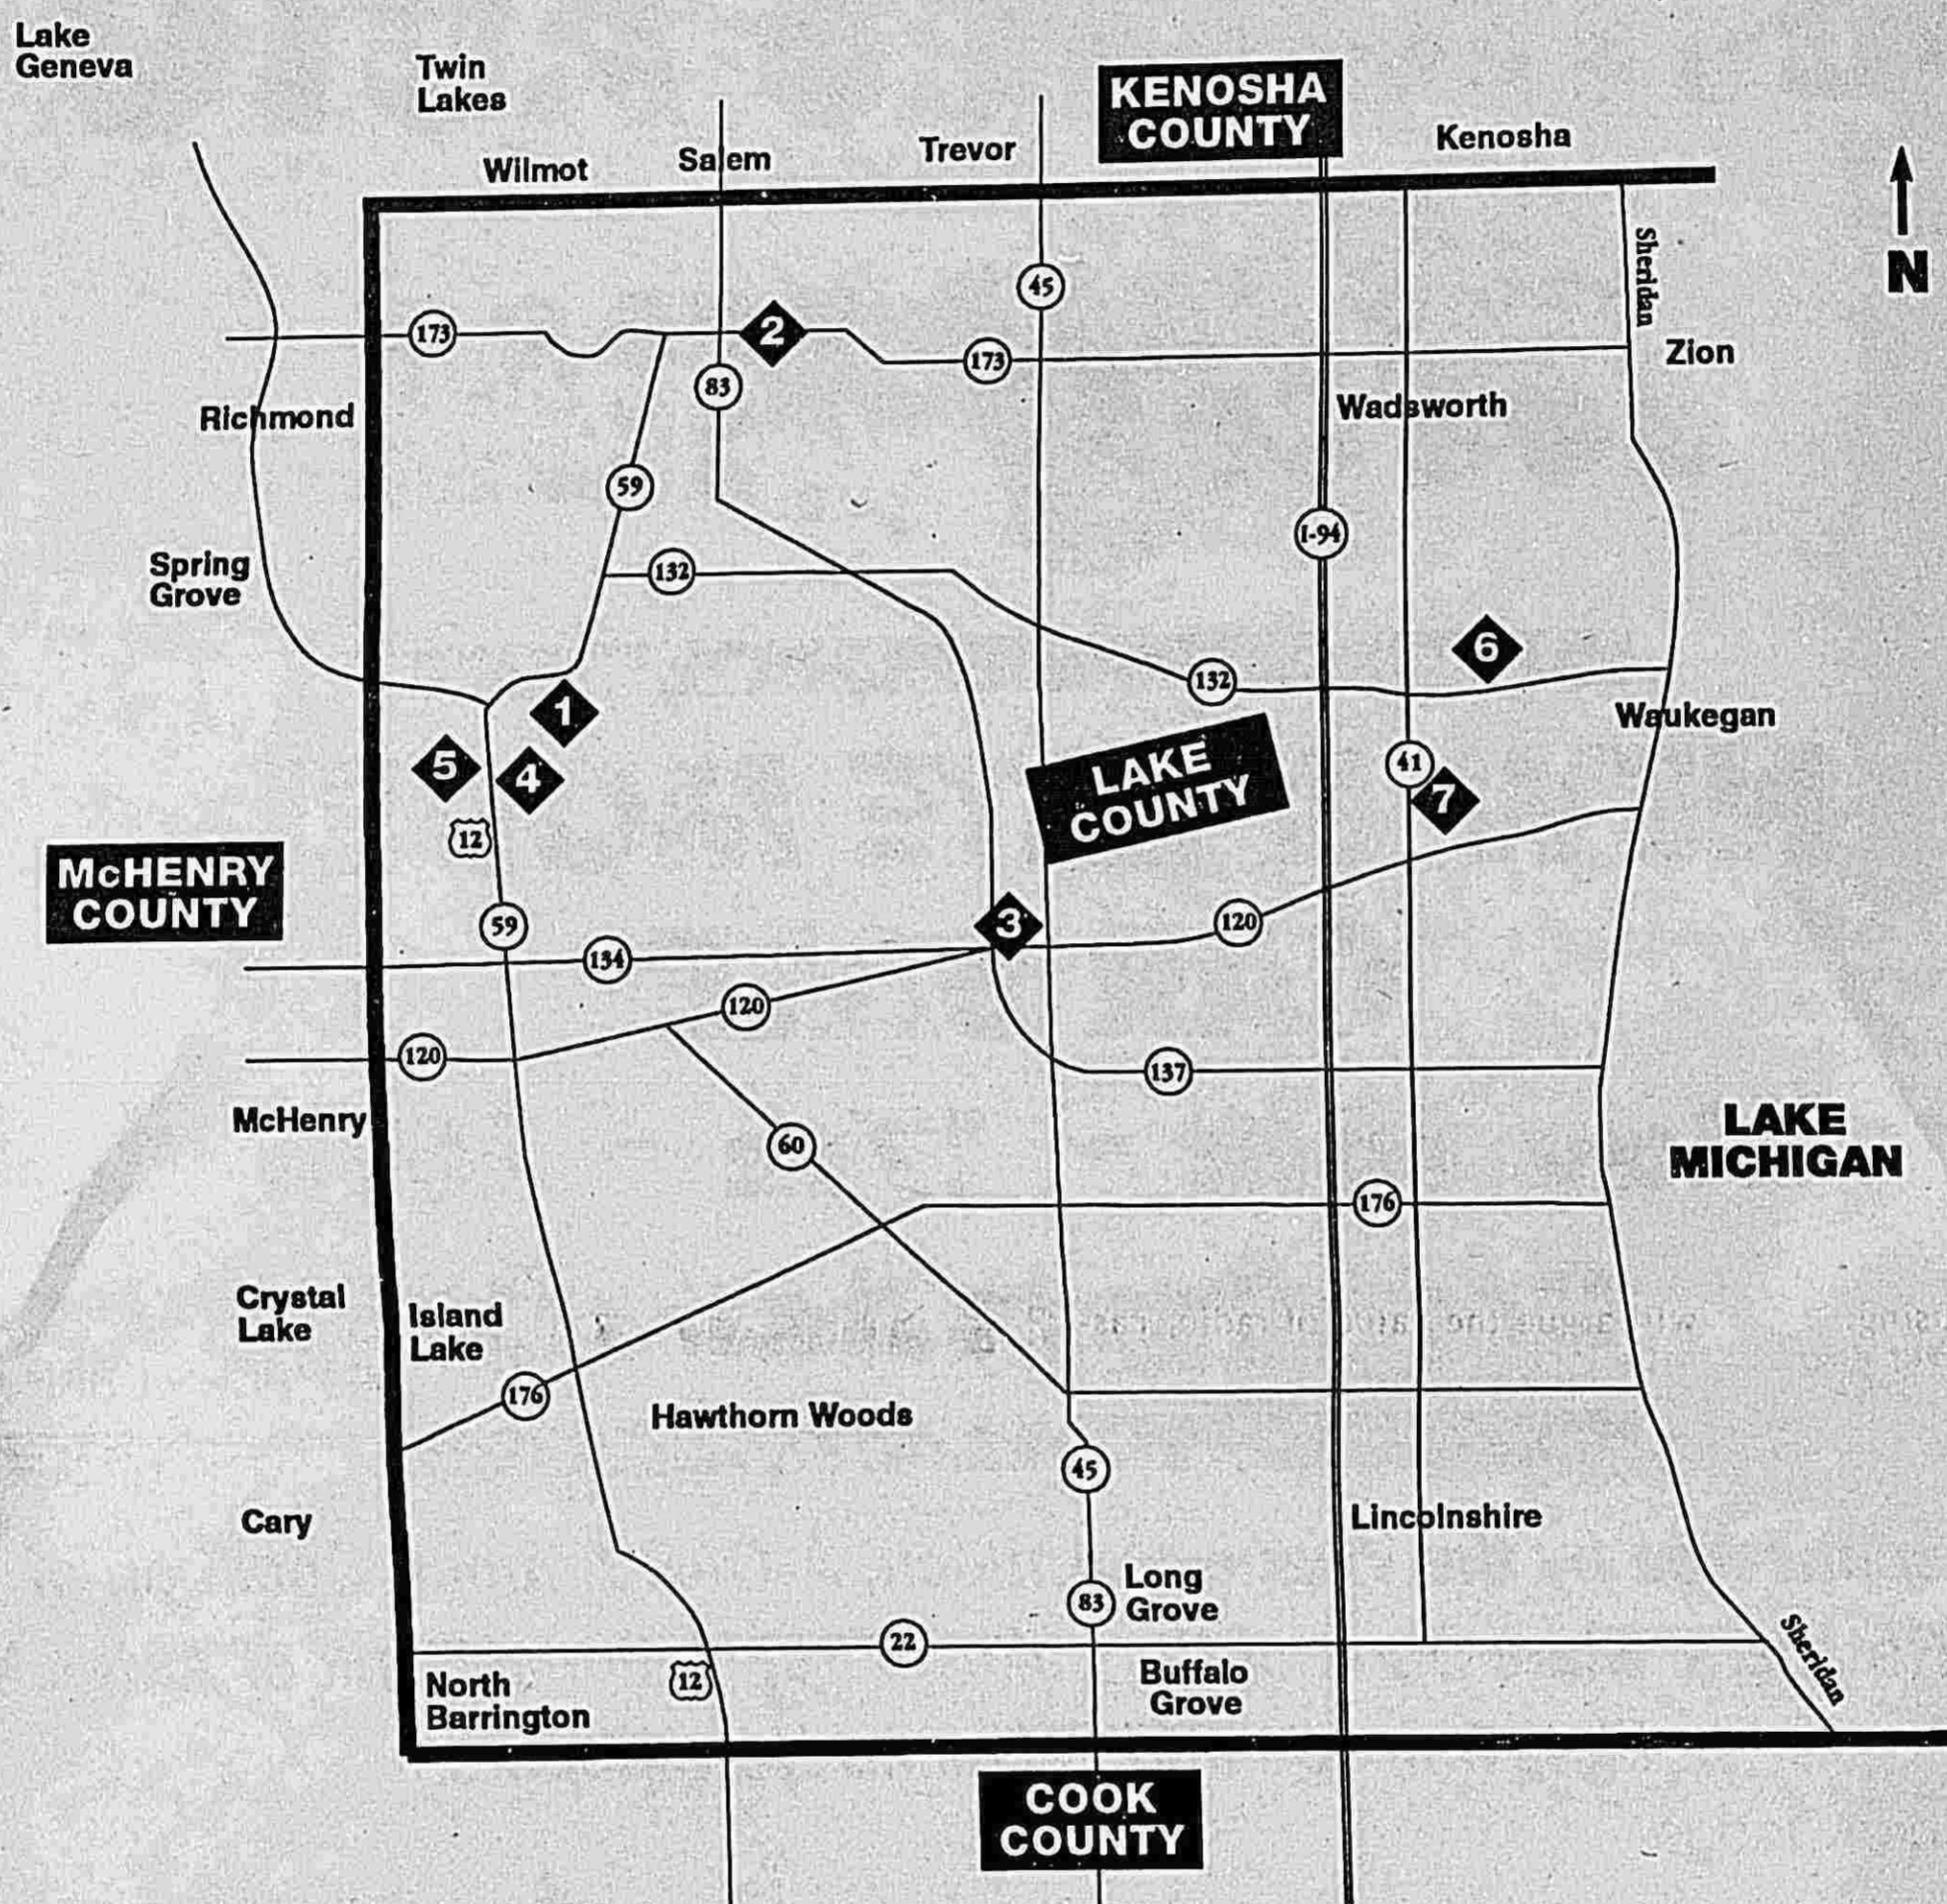 Lake
Geneva
Twin
Lakes
KENOSHA
COUNTY
Kenosha
Wilmot
Salem
Trevor
N
Sheridan
45
173
2
173
83
Zion
Richmond
Wadsworth
59
I-94
Spring
Grove
132
6
132
1
Waukegan
5
4
LAKE
COUNTY
41
7
12
McHENRY
COUNTY
59
3
120
134
120
120
137
McHenry
60
LAKE
MICHIGAN
176
Crystal
Lake
Island
Lake
176
Hawthorn Woods
45
Cary
Lincolnshire
Long
Grove
83
22
Sheridan
North
Barrington
12
Buffalo
Grove
COOK
COUNTY